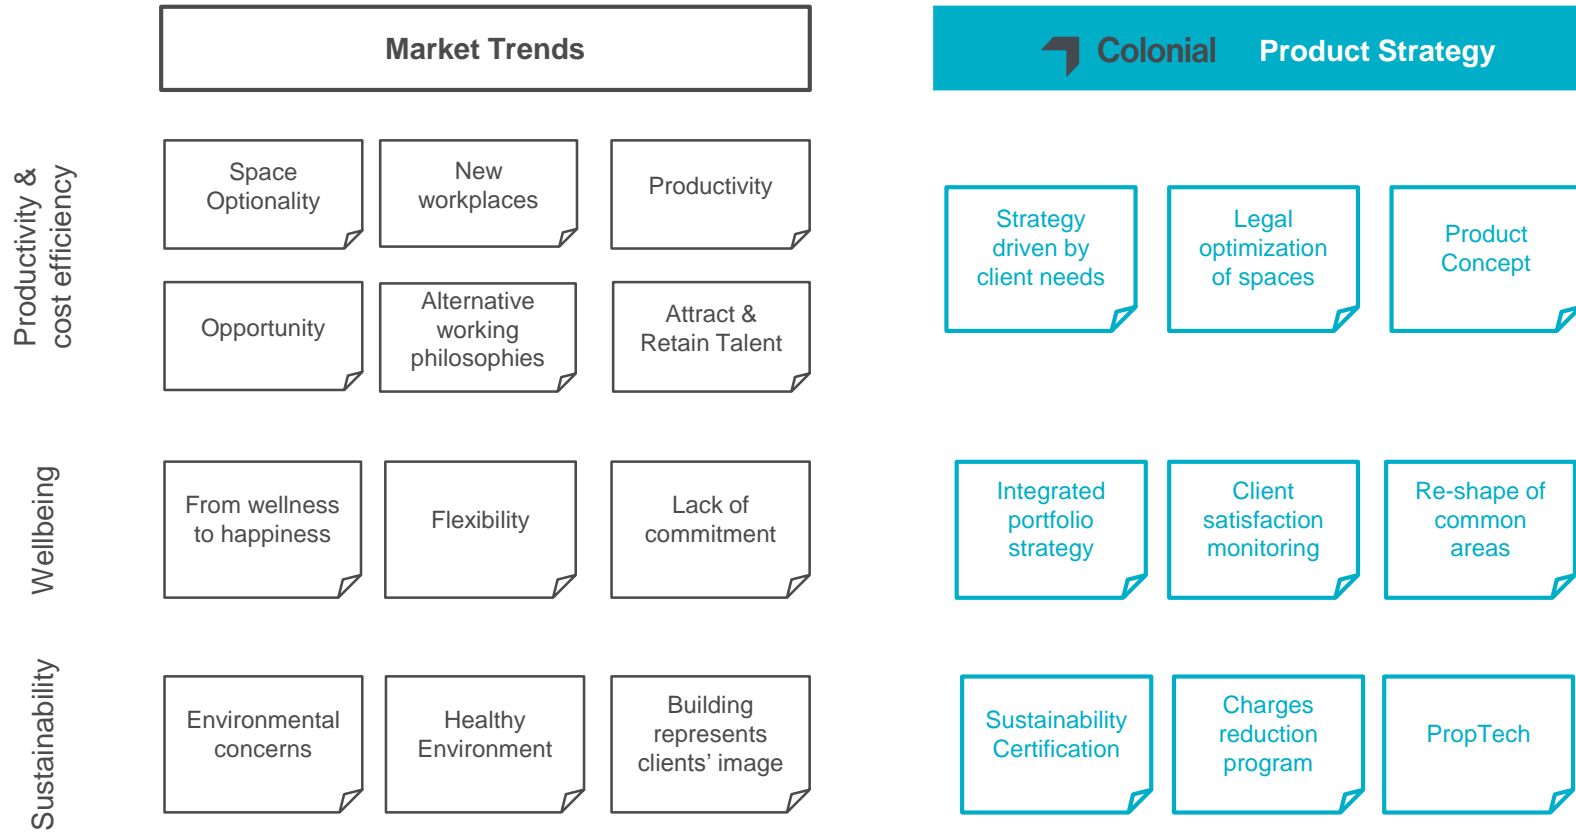 Market Trends
Colonial Product Strategy
Productivity &
cost efficiency
Space
Optionality
New
workplaces
Productivity
Opportunity
Alternative
working
philosophies
Attract &
Retain Talent
Strategy
driven by
client needs
Legal
optimization
of spaces
Product
Concept
Wellbeing
From wellness
to happiness
Flexibility
Lack of
commitment
Integrated
portfolio
strategy
Client
satisfaction
monitoring
Re-shape of
common
areas
Sustainability
Environmental
concerns
Healthy
Environment
Building
represents
clients’ image
Sustainability
Certification
Charges
reduction
program
PropTech